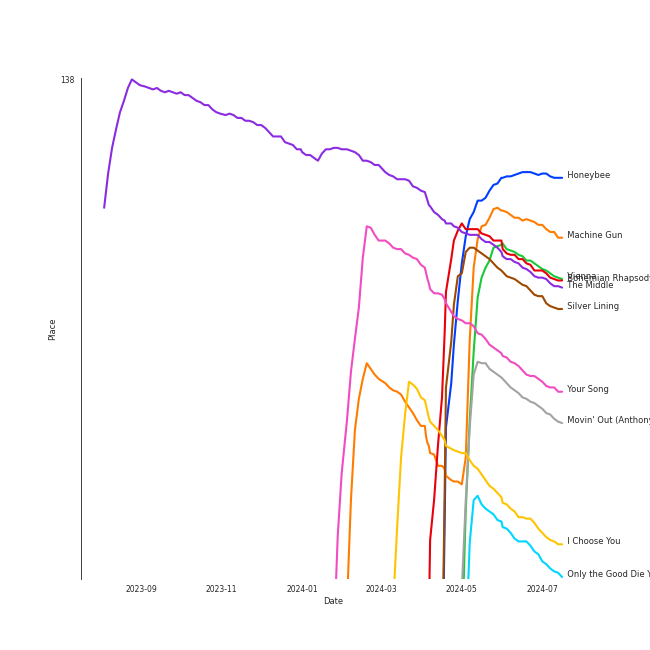 138
Place
Honeybee
Machine Gun
Vienna
Bohemian Rhapsody
The Middle
Silver Lining
Your Song
Movin' Out (Anthony
I Choose You
Only the Good Die Y
2023-09
2023-11
2024-01
2024-03
2024-05
2024-07
Date